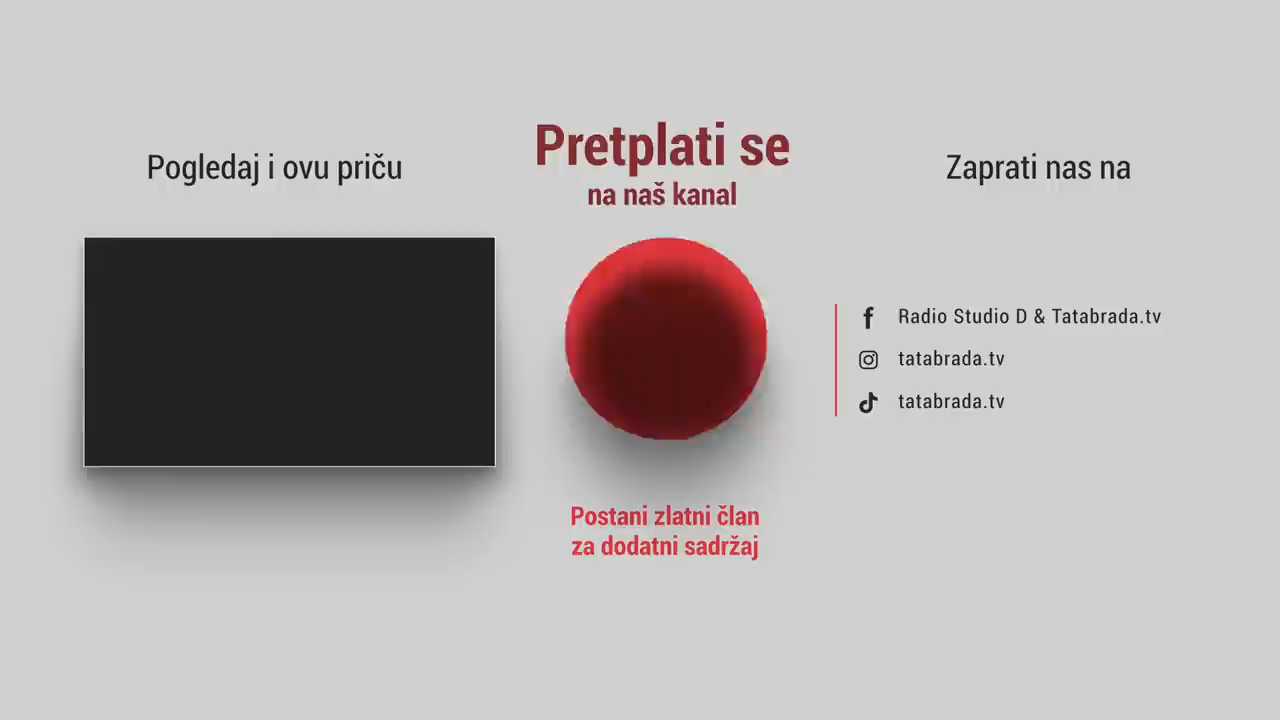 Pogledaj i ovu priču
Pretplati se
na naš kanal
Postani zlatni član
za dodatni sadržaj
Zaprati nas na
Radio Studio D & Tatabrada.tv
tatabrada.tv
tatabrada.tv